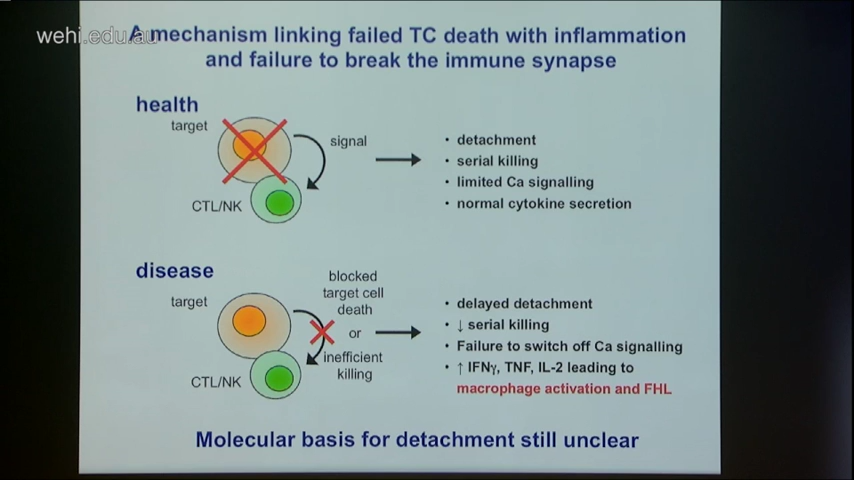 wehi.edu.au
A mechanism linking failed TC death with inflammation
and failure to break the immune synapse
health
target
signal
CTL/NK
• detachment
• serial killing
• limited Ca signalling
• normal cytokine secretion
disease
target
CTL/NK
blocked
target cell
death
or
inefficient
killing
• delayed detachment
• ↓ serial killing
• Failure to switch off Ca signalling
• ↑ IFNγ, TNF, IL-2 leading to
macrophage activation and FHL
Molecular basis for detachment still unclear